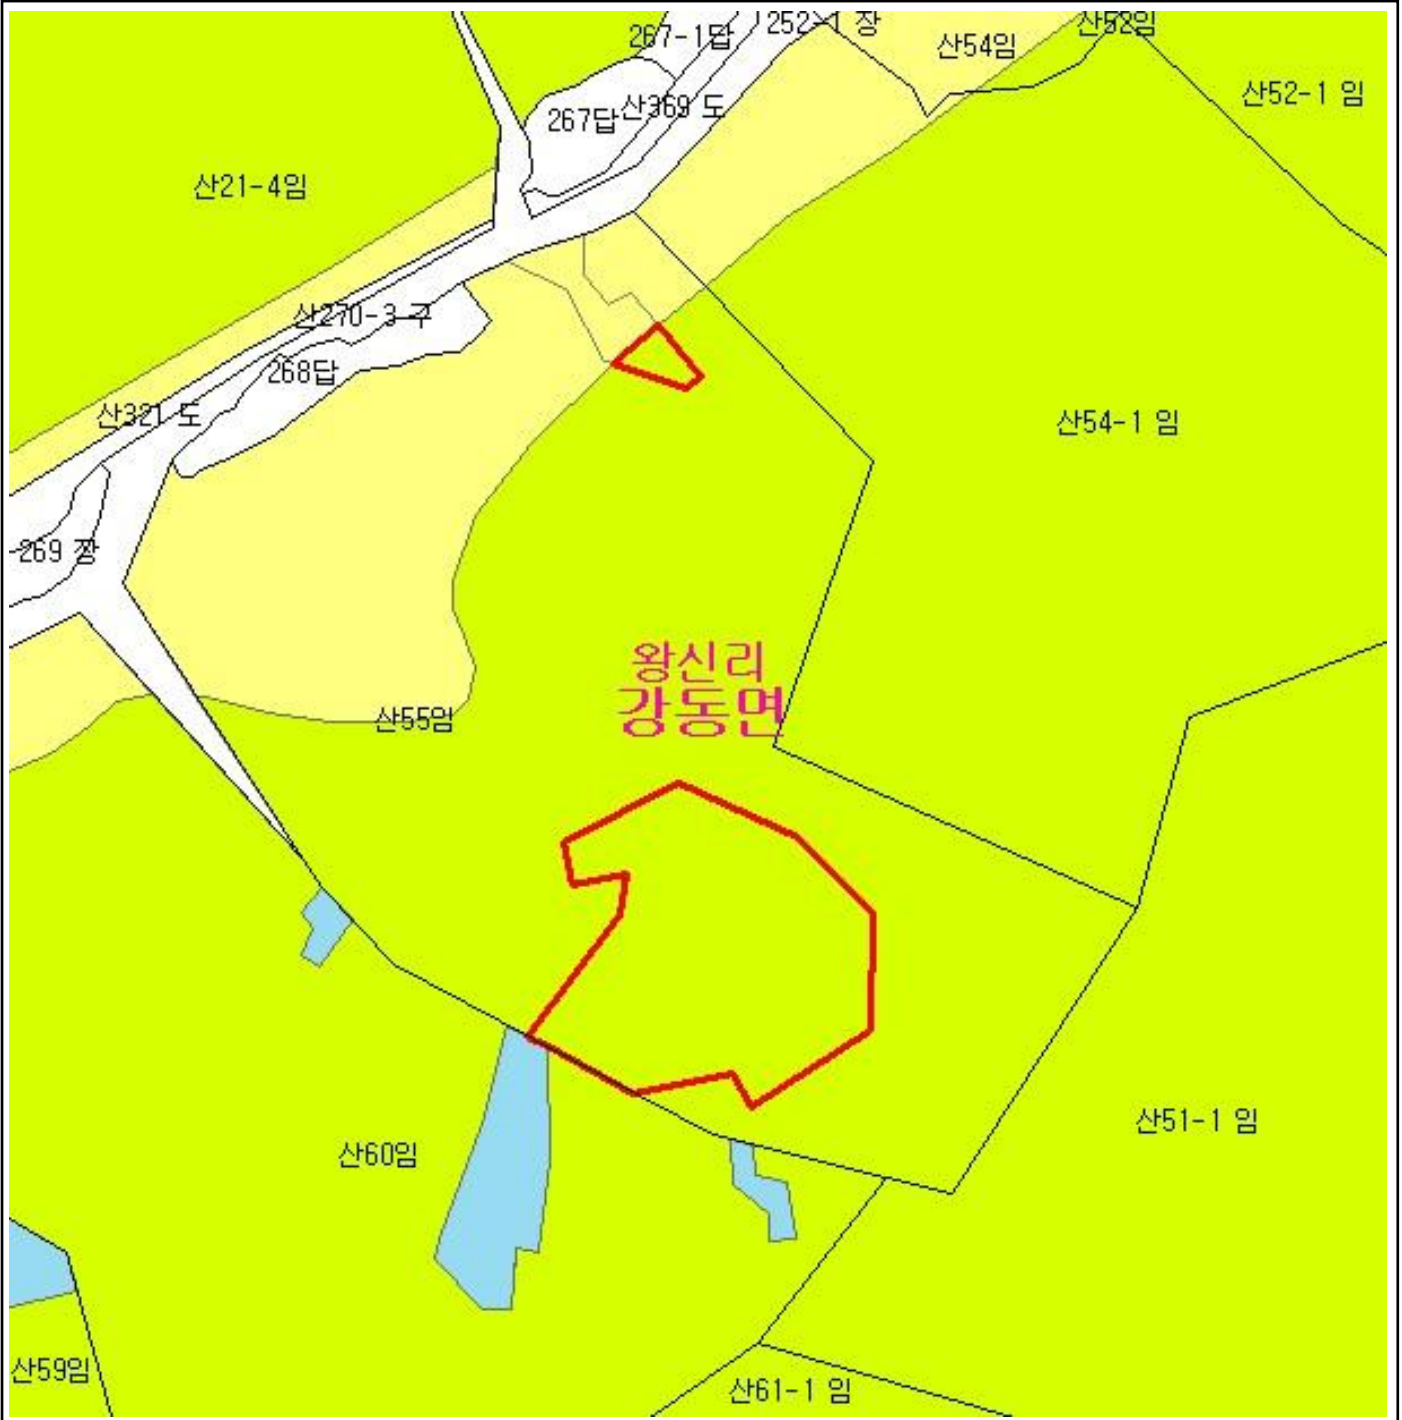 252-1 장
산52임
267-1답
산54임
산52-1 임
산369 도
267답
산21-4임
산270-3 구
268답
산321 도
산54-1 임
269 장
왕신리
강동면
산55임
산51-1 임
산60임
산59임
산61-1 임